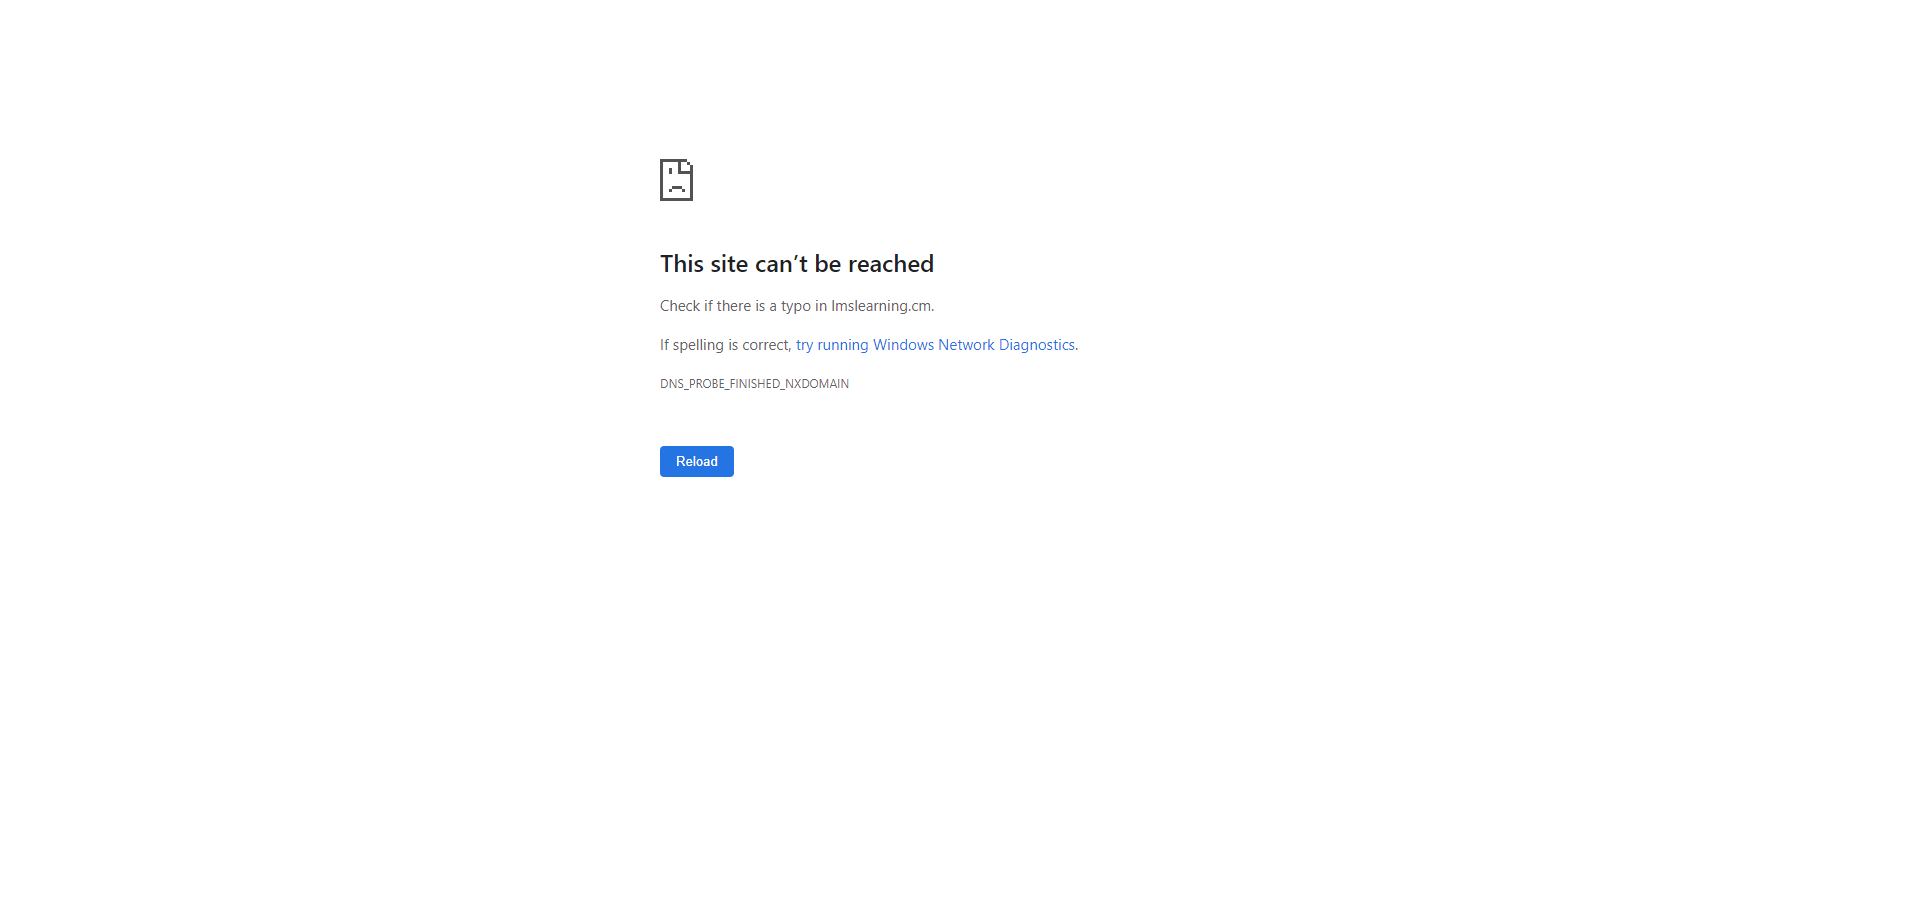 This site can’t be reached
Check if there is a typo in lmslearning.cm.
If spelling is correct, try running Windows Network Diagnostics.
DNS_PROBE_FINISHED_NXDOMAIN
Reload